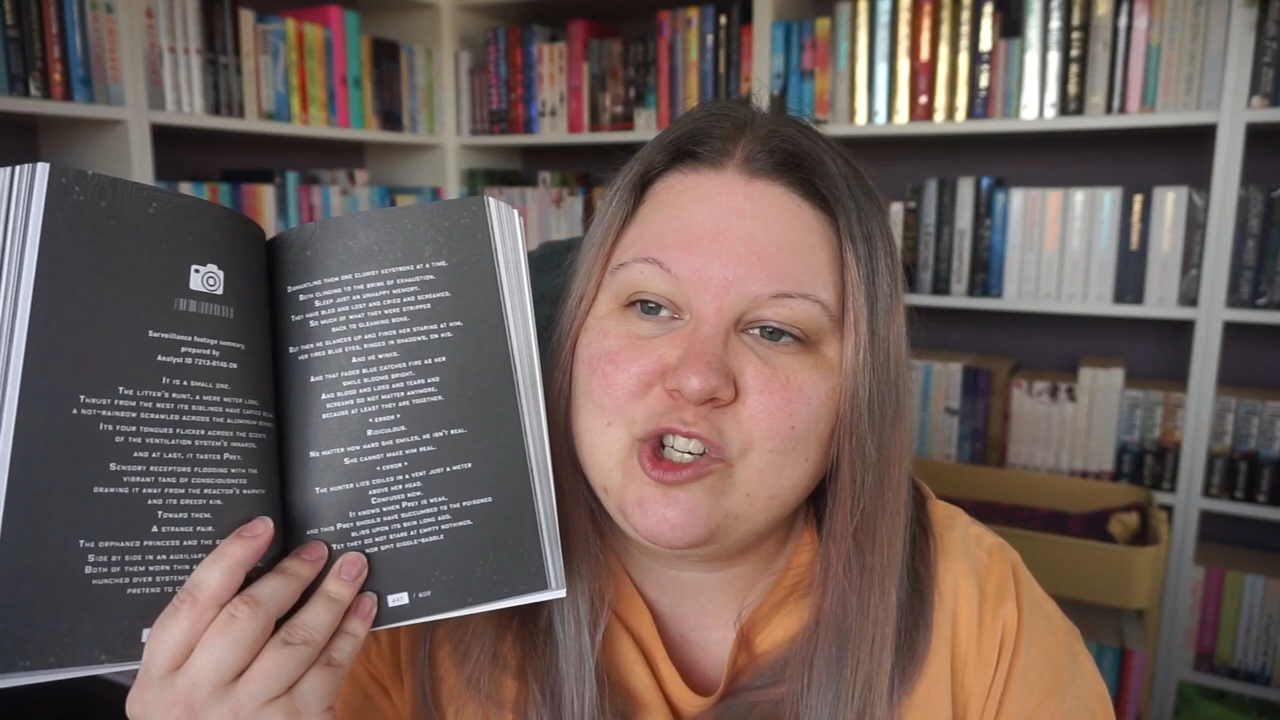 Surveillance footage summary,
prepared by
Analyst ID 7213-0148-DN
IT IS A SMALL ONE.
THE LITTER'S RUNT, A MERE METER LONG,
THRUST FROM THE NEST ITS SIBLINGS HAVE CARVED
A NOT-RAINBOW SCRAWLED ACROSS THE ALUMINUM
ITS FOUR TONGUES FLICKER ACROSS THE SCENTS
OF THE VENTILATION SYSTEM'S INNARDS,
AND AT LAST, IT TASTES PREY.
SENSORY RECEPTORS FLOODING WITH THE
VIBRANT TANG OF CONSCIOUSNESS
DRAWING IT AWAY FROM THE REACTOR'S WARMTH
AND ITS GREEDY KIN.
TOWARD THEM.
A STRANGE PAIR.
THE ORPHANED PRINCESS AND THE
SIDE BY SIDE IN AN AUXILIARY
BOTH OF THEM WORN THIN
HUNCHED OVER SYSTEMS
PRETEND TO
DISMANTLING THEM ONE CLUMSY KEYSTROKE AT A TIME.
BOTH CLINGING TO THE BRINK OF EXHAUSTION.
SLEEP JUST AN UNHAPPY MEMORY.
THEY HAVE BLED AND LOST AND CRIED AND SCREAMED.
SO MUCH OF WHAT THEY WERE STRIPPED
BACK TO GLEAMING BONE.
BUT THEN HE GLANCES UP AND FINDS HER STARING AT HIM,
HER TIRED BLUE EYES, RINGED IN SHADOWS, ON HIS.
AND HE WINKS.
AND THAT FADED BLUE CATCHES FIRE AS HER
SMILE BLOOMS BRIGHT.
AND BLOOD AND LOSS AND TEARS AND
SCREAMS DO NOT MATTER ANYMORE,
BECAUSE AT LEAST THEY ARE TOGETHER.
< ERROR >
RIDICULOUS.
NO MATTER HOW HARD SHE SMILES, HE ISN'T REAL.
SHE CANNOT MAKE HIM REAL.
< ERROR >
THE HUNTER LIES COILED IN A VENT JUST A METER
ABOVE HER HEAD.
CONFUSED NOW.
IT KNOWS WHEN PREY IS WEAK.
AND THIS PREY SHOULD HAVE SUCCUMBED TO THE POISONED
BLISS UPON ITS SKIN LONG AGO.
YET THEY DO NOT STARE AT EMPTY NOTHINGS,
NOR SPIT GIGGLE-BABBLE